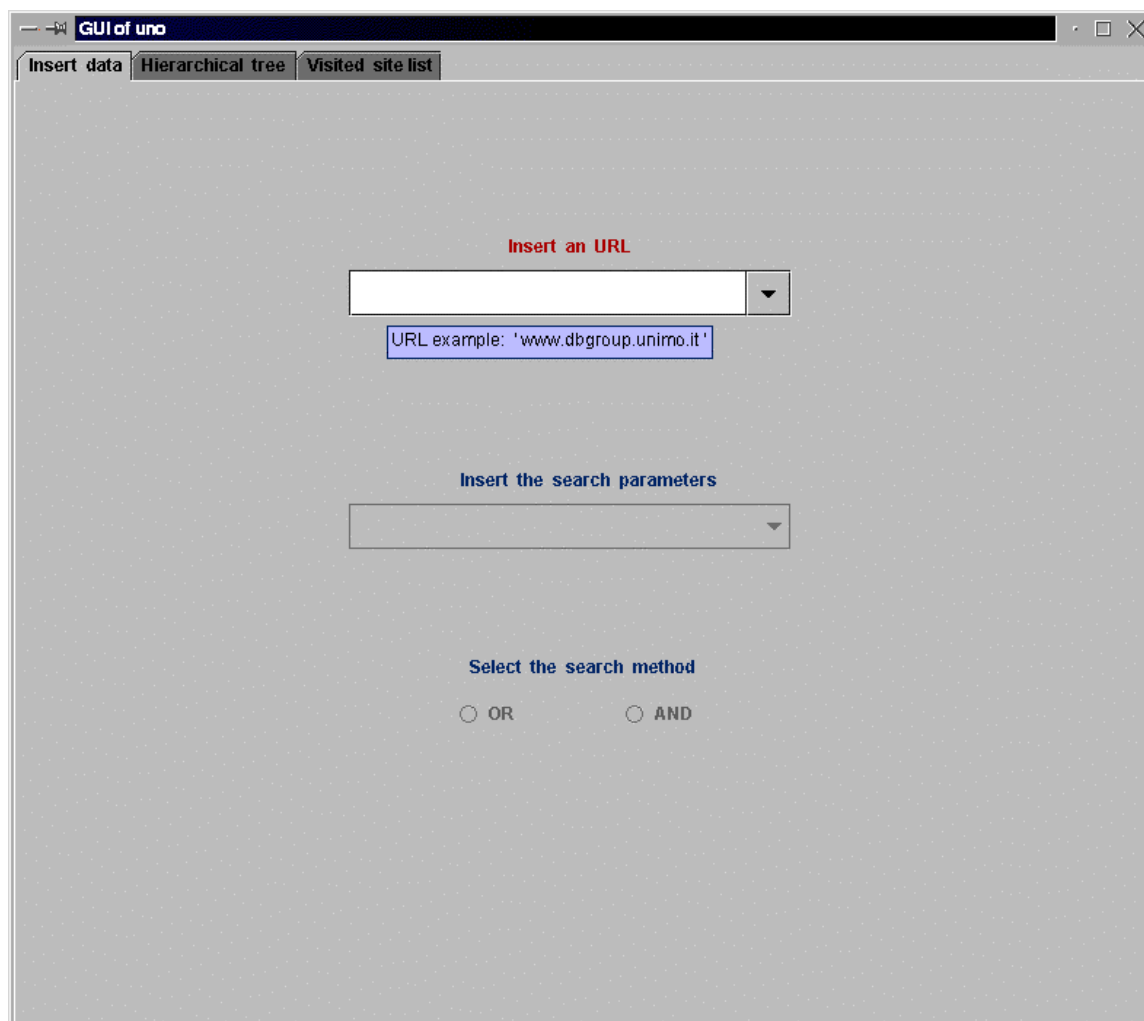 GUI of uno
Insert data Hierarchical tree Visited site list
Insert an URL
URL example: 'www.dbgroup.unimo.it'
Insert the search parameters
Select the search method
OR AND